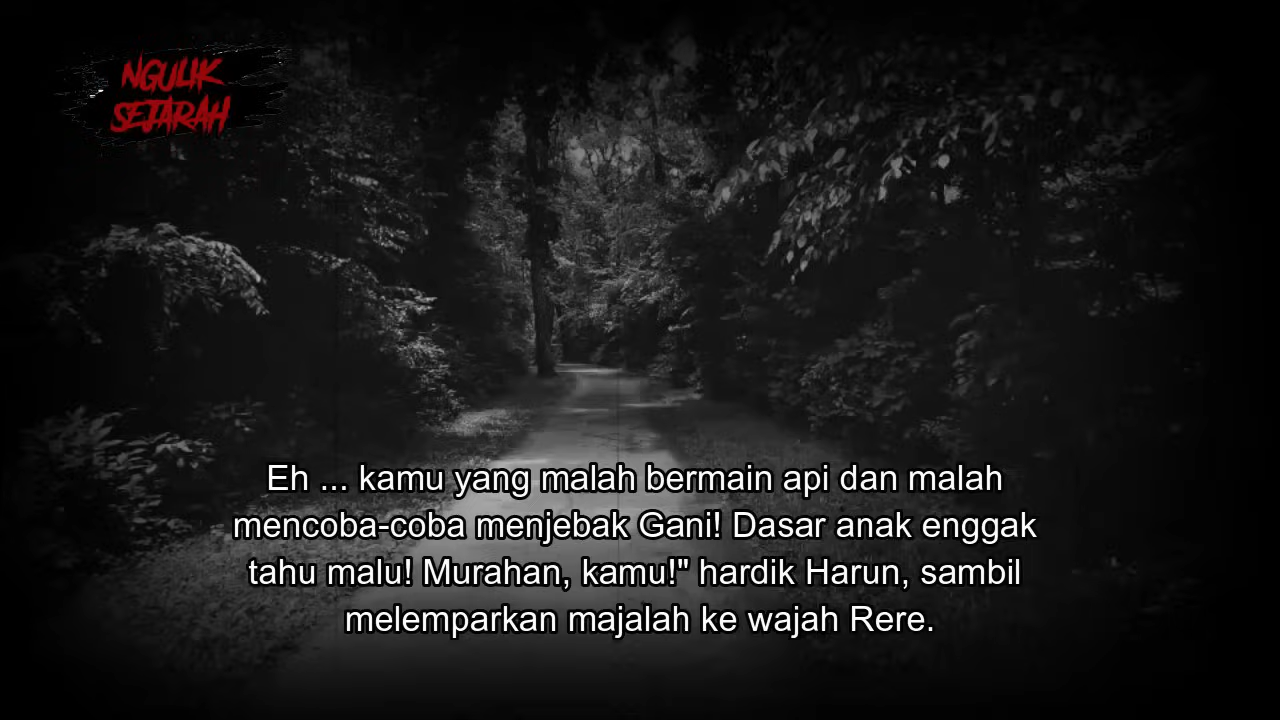 NGULIK
SEJARAH
Eh ... kamu yang malah bermain api dan malah
mencoba-coba menjebak Gani! Dasar anak enggak
tahu malu! Murahan, kamu!" hardik Harun, sambil
melemparkan majalah ke wajah Rere.